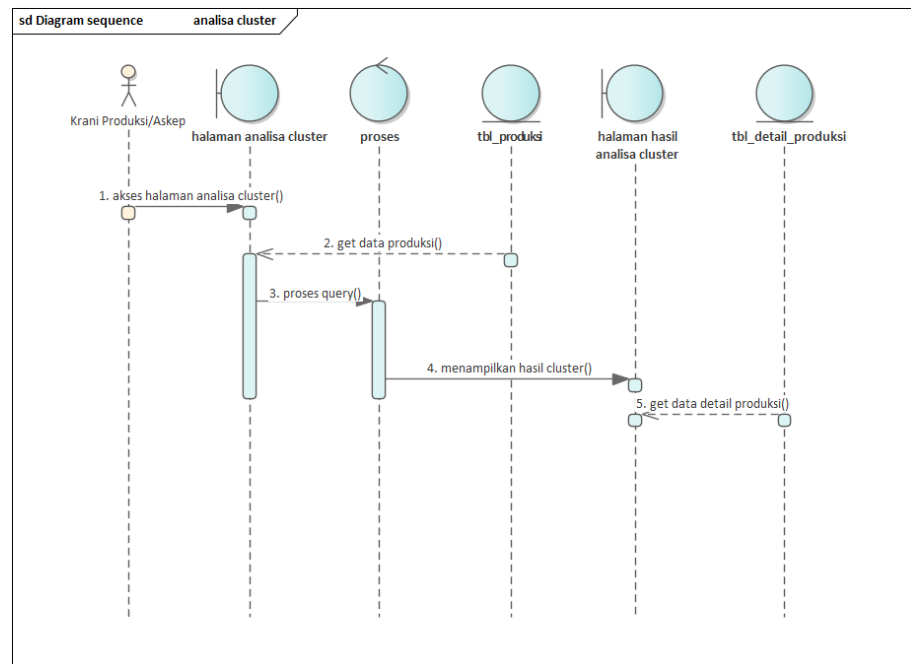 sd Diagram sequence analisa cluster
Krani Produksi/Askep
halaman analisa cluster
proses
tbl_produksi
halaman hasil
analisa cluster
tbl_detail_produksi
1. akses halaman analisa cluster()
2. get data produksi()
3. proses query()
4. menampilkan hasil cluster()
5. get data detail produksi()